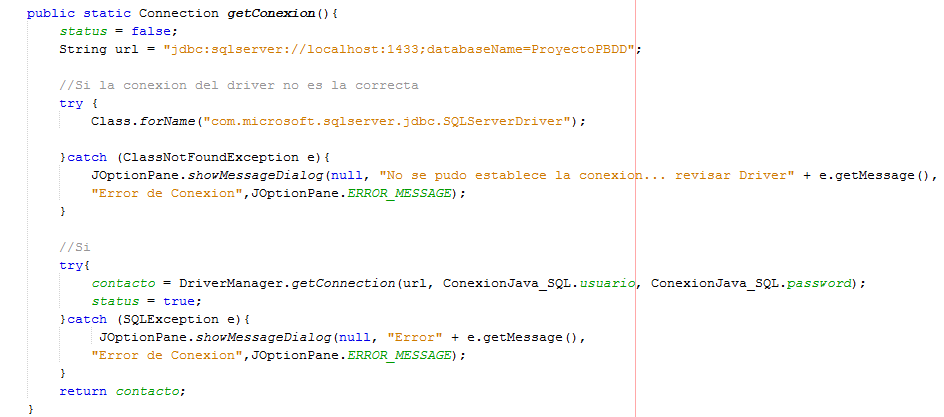 public static Connection getConexion(){
status = false;
String url = "jdbc:sqlserver://localhost:1433;databaseName=ProyectoPBDD";
//Si la conexion del driver no es la correcta
try {
Class.forName("com.microsoft.sqlserver.jdbc.SQLServerDriver");
}catch (ClassNotFoundException e){
JOptionPane.showMessageDialog(null, "No se pudo establece la conexion... revisar Driver" + e.getMessage(),
"Error de Conexion",JOptionPane.ERROR_MESSAGE);
}
//Si
try{
contacto = DriverManager.getConnection(url, ConexionJava_SQL.usuario, ConexionJava_SQL.password);
status = true;
}catch (SQLException e){
JOptionPane.showMessageDialog(null, "Error" + e.getMessage(),
"Error de Conexion",JOptionPane.ERROR_MESSAGE);
}
return contacto;
}